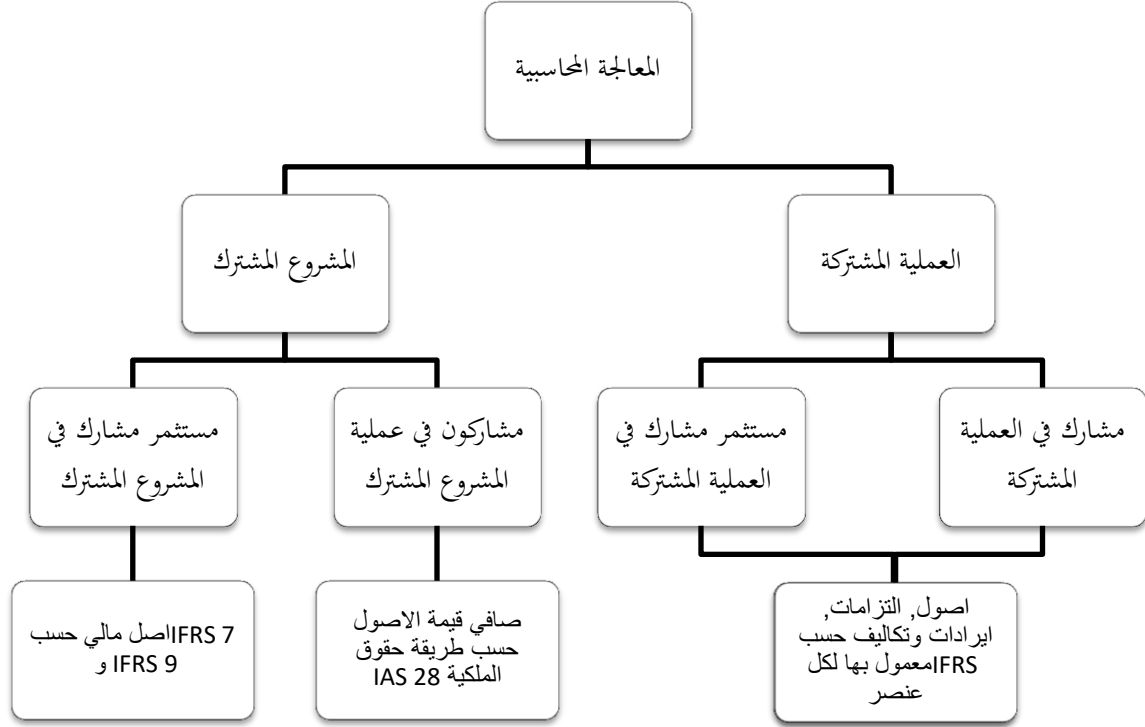 المعالجة المحاسبية
العملية المشتركة
المشروع المشترك
مشارك في العملية
المشتركة
مستثمر مشارك في
العملية المشتركة
مشاركون في عملية
المشروع المشترك
مستثمر مشارك في
المشروع المشترك
اصول, التزامات,
ايرادات وتكاليف حسب
IFRSمعمول بها لكل
عنصر
صافي قيمة الاصول
حسب طريقة حقوق
الملكية IAS 28
IFRS 7اصل مالي حسب
و IFRS 9